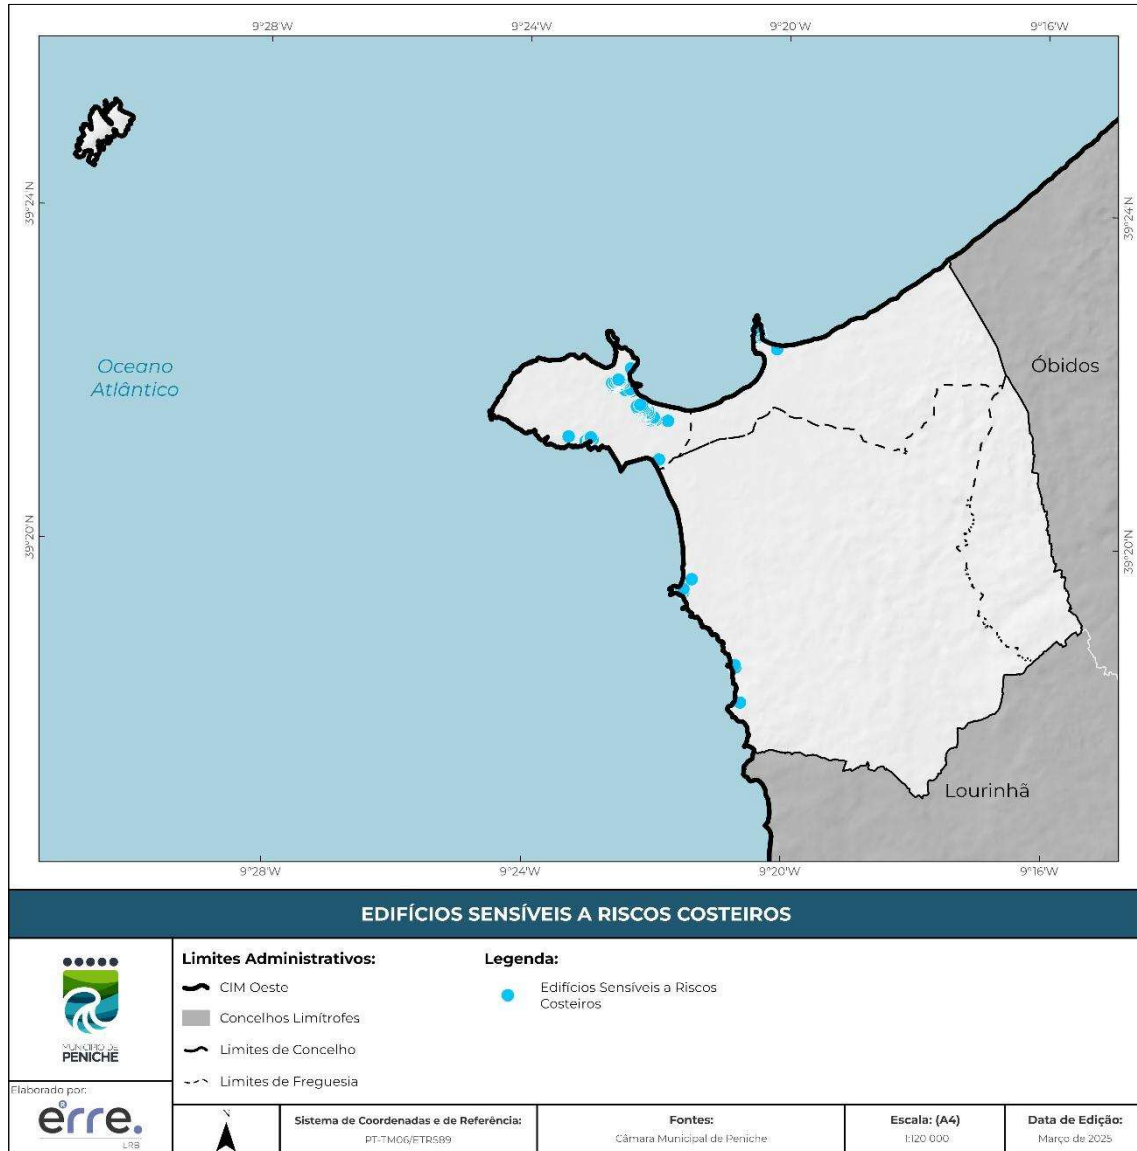 9°28'W 9°24'W 9°20'W 9°16'W
39°24'N 39°24'N
Oceano
Atlântico
Óbidos
39°20'N 39°20'N
Lourinhã
9°28'W 9°24'W 9°20'W 9°16'W
EDIFÍCIOS SENSÍVEIS A RISCOS COSTEIROS
MUNICÍPIO DE
PENICHE
Limites Administrativos:
CIM Oeste
Concelhos Limítrofes
Limites de Concelho
Limites de Freguesia
Legenda:
Edifícios Sensíveis a Riscos
Costeiros
Elaborado por:
erre.
LRB
N
Sistema de Coordenadas e de Referência:
PT-TM06/ETRS89
Fontes:
Câmara Municipal de Peniche
Escala: (A4)
1:120 000
Data de Edição:
Março de 2025